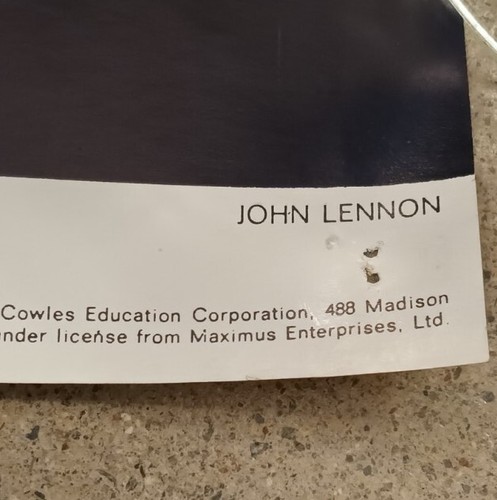 JOHN LENNON
Cowles Education Corporation, 488 Madison
under license from Maximus Enterprises, Ltd.